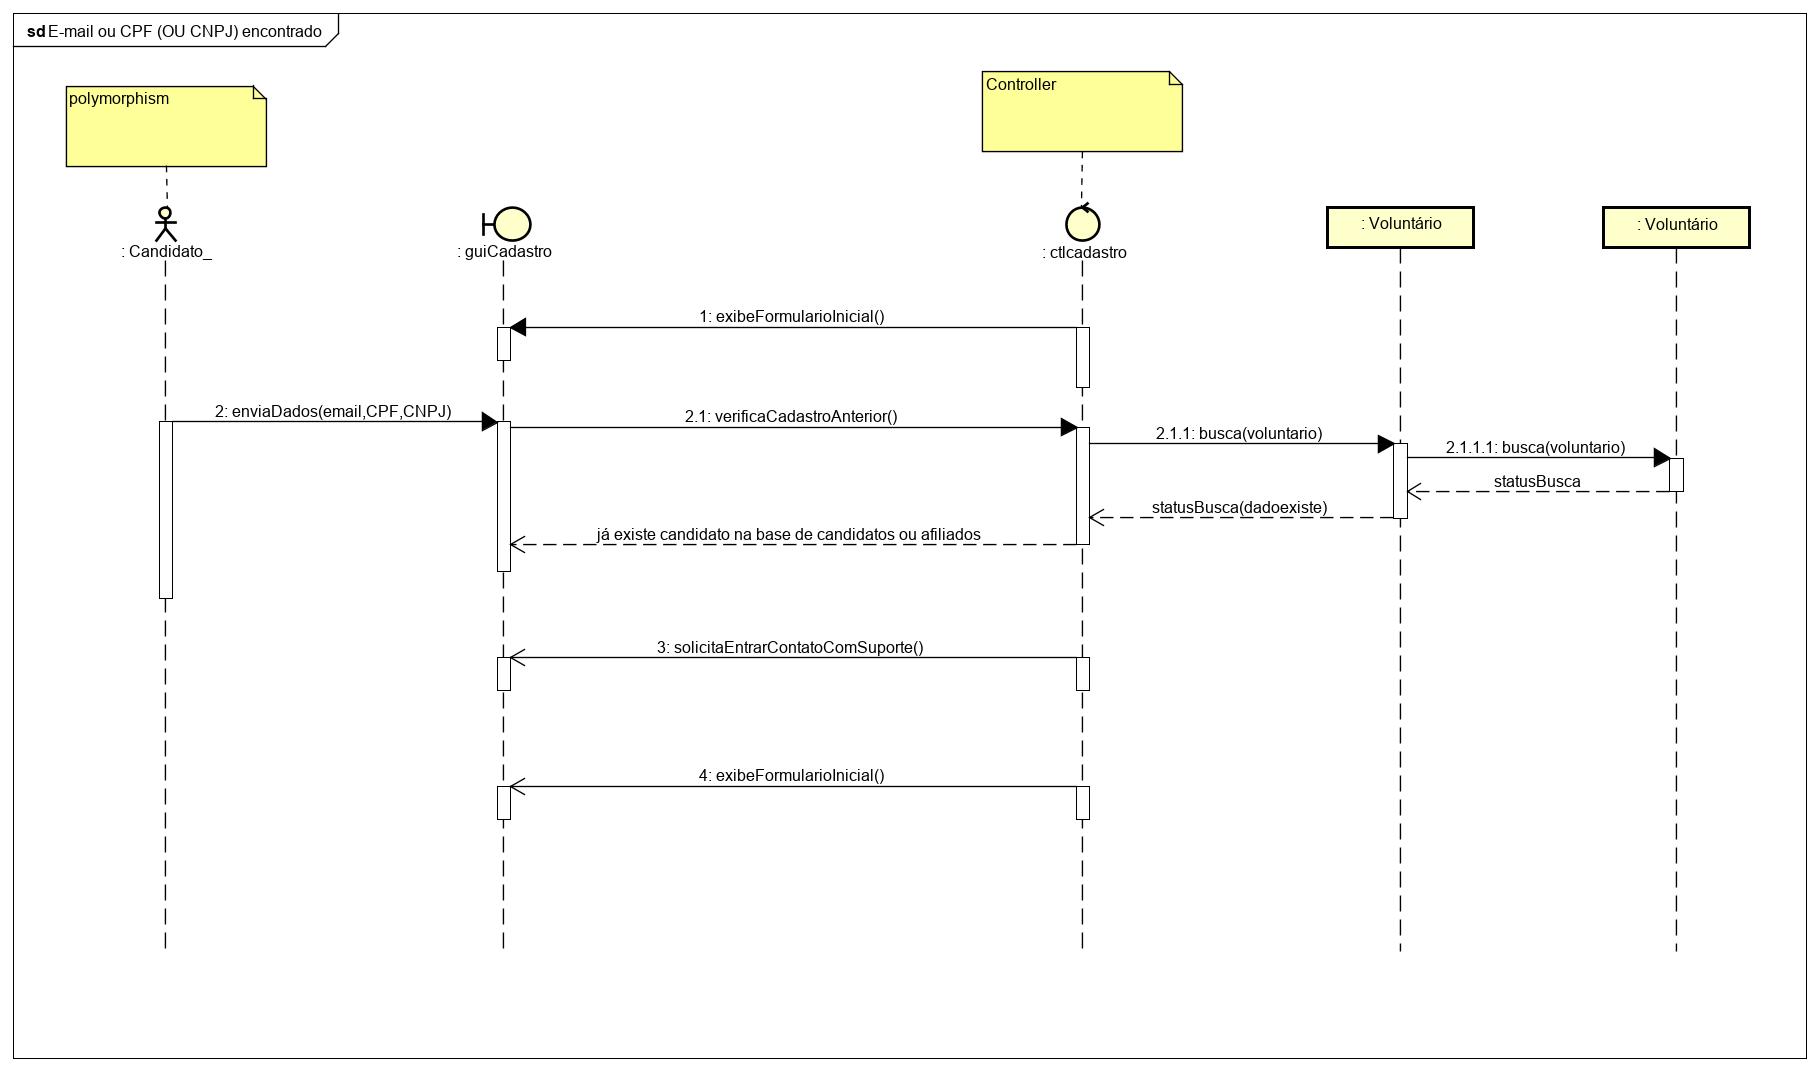 sd E-mail ou CPF (OU CNPJ) encontrado
polymorphism
Controller
: Candidato_
: guiCadastro
: ctlcadastro
: Voluntário
: Voluntário
1: exibeFormularioInicial()
2: enviaDados(email,CPF,CNPJ)
2.1: verificaCadastroAnterior()
2.1.1: busca(voluntario)
2.1.1.1: busca(voluntario)
statusBusca
statusBusca(dadoexiste)
já existe candidato na base de candidatos ou afiliados
3: solicitaEntrarContatoComSuporte()
4: exibeFormularioInicial()